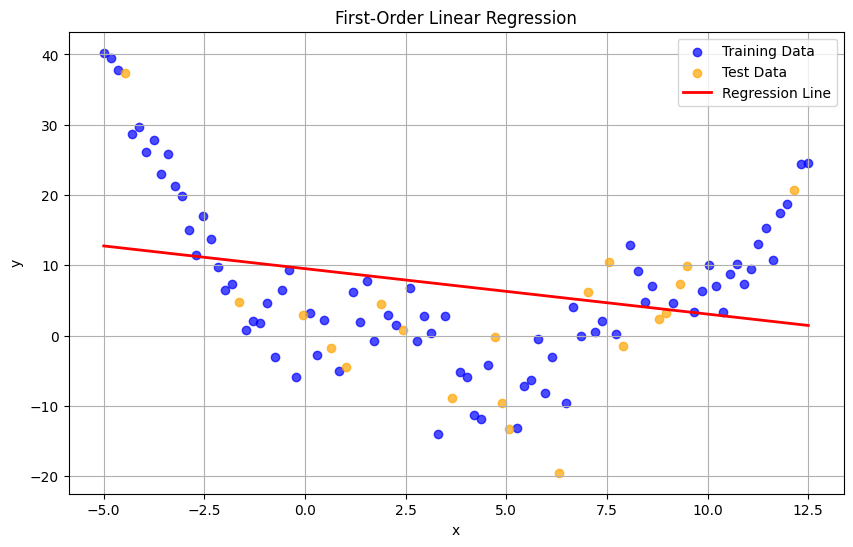 First-Order Linear Regression
Training Data
Test Data
Regression Line
40
30
20
10
0
−10
−20
y
−5.0 −2.5 0.0 2.5 5.0 7.5 10.0 12.5
x